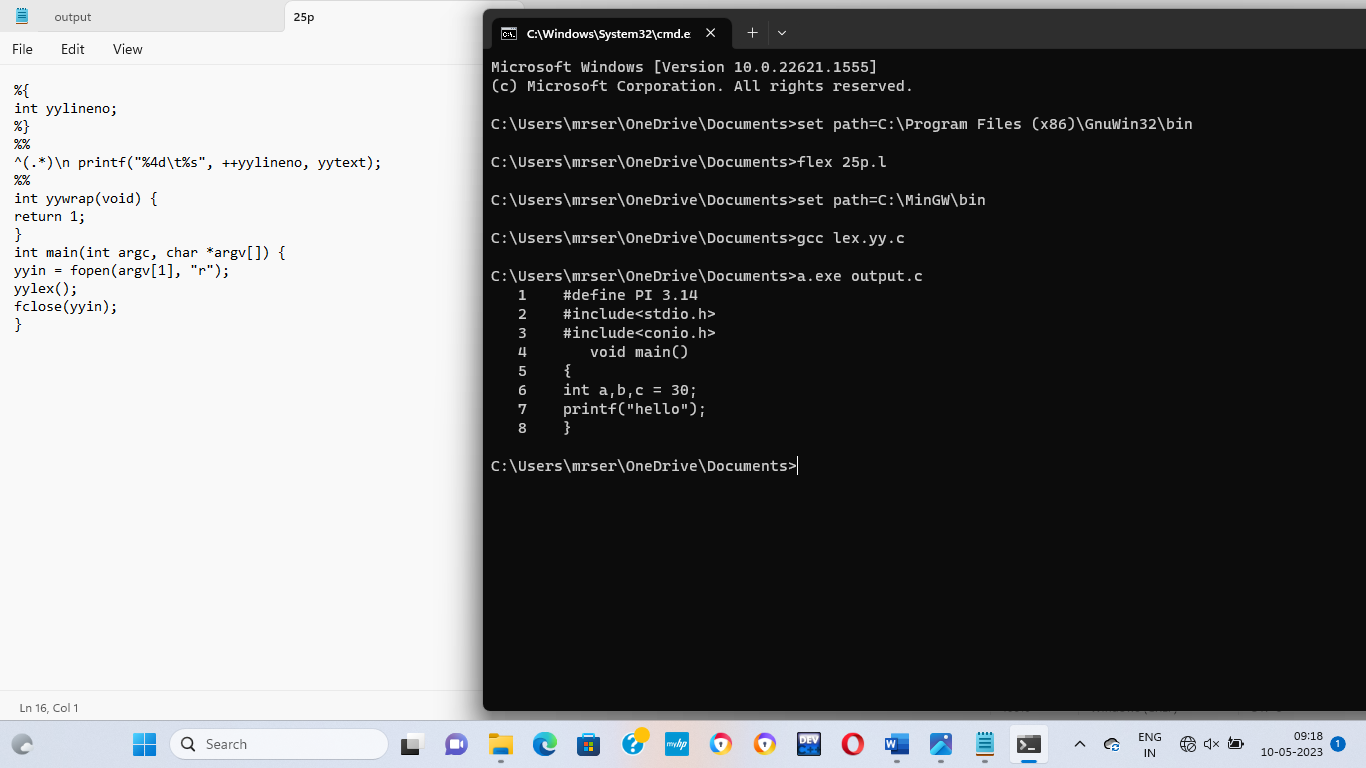 output
25p
File Edit View
%{
int yylineno;
%}
%%
^(.*)\n printf("%4d\t%s", ++yylineno, yytext);
%%
int yywrap(void) {
return 1;
}
int main(int argc, char *argv[]) {
yyin = fopen(argv[1], "r");
yylex();
fclose(yyin);
}
Ln 16, Col 1
C:\Windows\System32\cmd.e
Microsoft Windows [Version 10.0.22621.1555]
(c) Microsoft Corporation. All rights reserved.
C:\Users\mrser\OneDrive\Documents>set path=C:\Program Files (x86)\GnuWin32\bin
C:\Users\mrser\OneDrive\Documents>flex 25p.l
C:\Users\mrser\OneDrive\Documents>set path=C:\MinGW\bin
C:\Users\mrser\OneDrive\Documents>gcc lex.yy.c
C:\Users\mrser\OneDrive\Documents>a.exe output.c
   1    #define PI 3.14
   2    #include<stdio.h>
   3    #include<conio.h>
   4       void main()
   5    {
   6    int a,b,c = 30;
   7    printf("hello");
   8    }
C:\Users\mrser\OneDrive\Documents>
Search
myhp
DEV
ENG
IN
09:18
10-05-2023
1